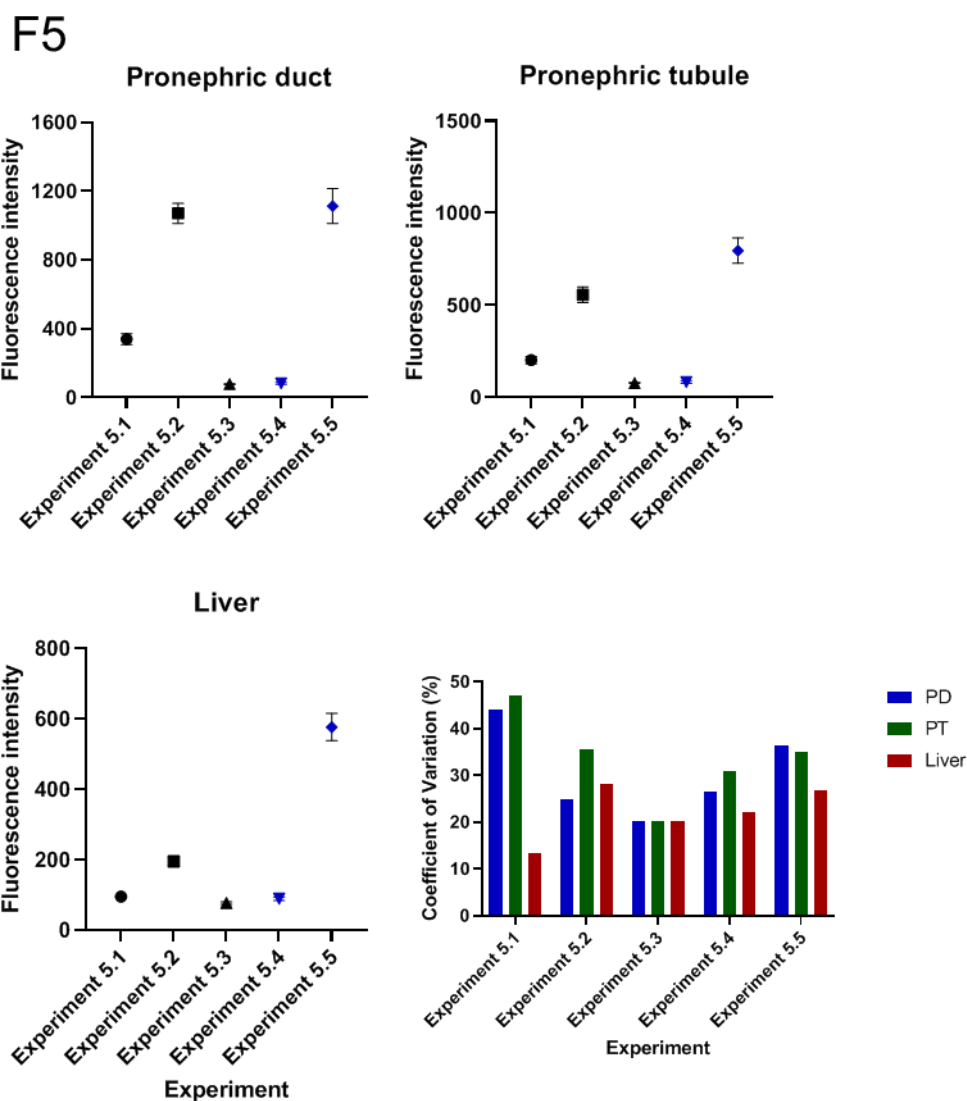 F5
Pronephric duct
Fluorescence intensity
1600
1200
800
400
0
Experiment 5.1
Experiment 5.2
Experiment 5.3
Experiment 5.4
Experiment 5.5
Pronephric tubule
Fluorescence intensity
1500
1000
500
0
Experiment 5.1
Experiment 5.2
Experiment 5.3
Experiment 5.4
Experiment 5.5
Liver
Fluorescence intensity
800
600
400
200
0
Experiment 5.1
Experiment 5.2
Experiment 5.3
Experiment 5.4
Experiment 5.5
Experiment
Coefficient of Variation (%)
50
40
30
20
10
0
Experiment 5.1
Experiment 5.2
Experiment 5.3
Experiment 5.4
Experiment 5.5
Experiment
PD
PT
Liver